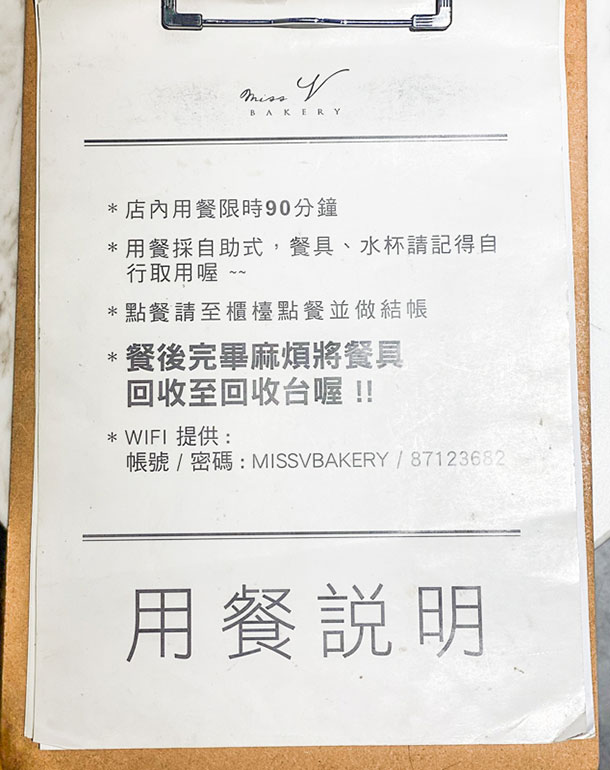 miss V
BAKERY
* 店內用餐限時90分鐘
* 用餐採自助式，餐具、水杯請記得自
行取用喔 ~~
* 點餐請至櫃檯點餐並做結帳
* 餐後完畢麻煩將餐具
回收至回收台喔 !!
* WIFI 提供 :
帳號 / 密碼 : MISSVBAKERY / 87123682
用餐説明